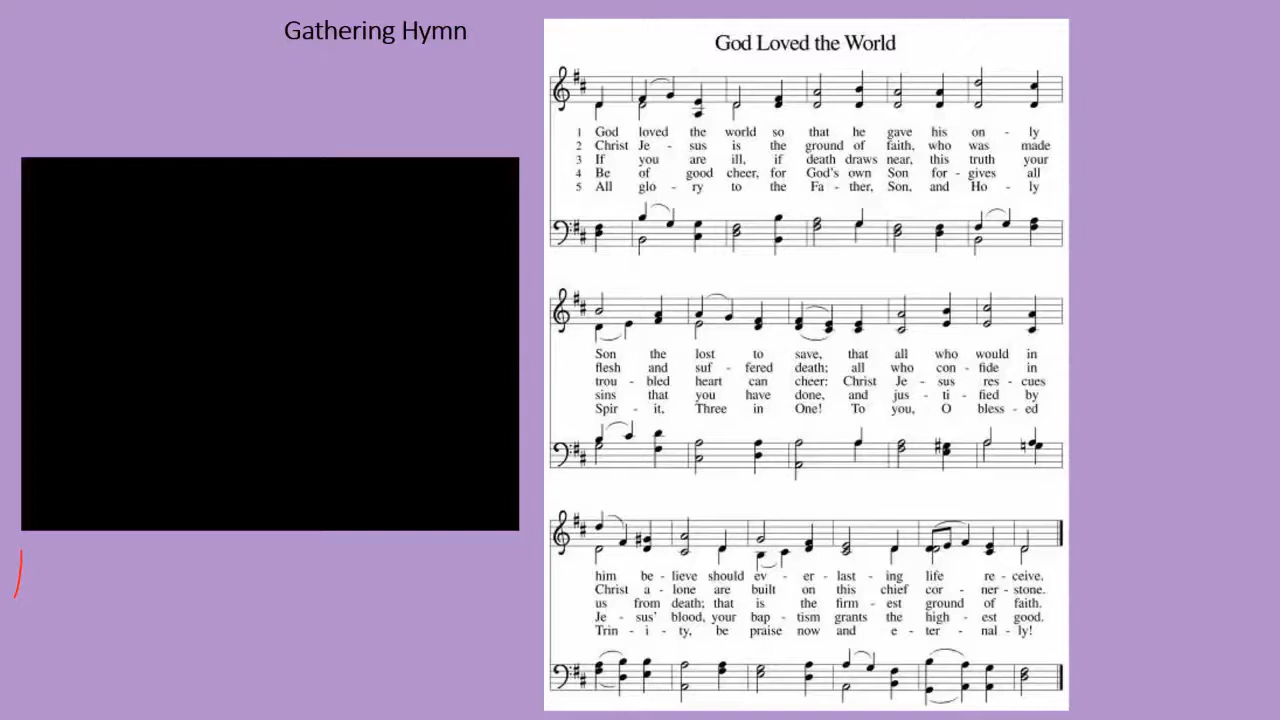 Gathering Hymn
God Loved the World
1 God loved the world so that he gave his on - ly
2 Christ Je - sus is the ground of faith, who was made
3 If you are ill, if death draws near, this truth your
4 Be of good cheer, for God's own Son for - gives all
5 All glo - ry to the Fa - ther, Son, and Ho - ly
Son the lost to save, that all who would in
flesh and suf - fered death; all who con - fide in
trou - bled heart can cheer: Christ Je - sus res - cues
sins that you have done, and jus - ti - fied by
Spir - it, Three in One! To you, O bless - ed
him be - lieve should ev - er - last - ing life re - ceive.
Christ a - lone are built on this chief cor - ner - stone.
us from death; that is the firm - est ground of faith.
Je - sus' blood, your bap - tism grants the high - est good.
Trin - i - ty, be praise now and e - ter - nal - ly!